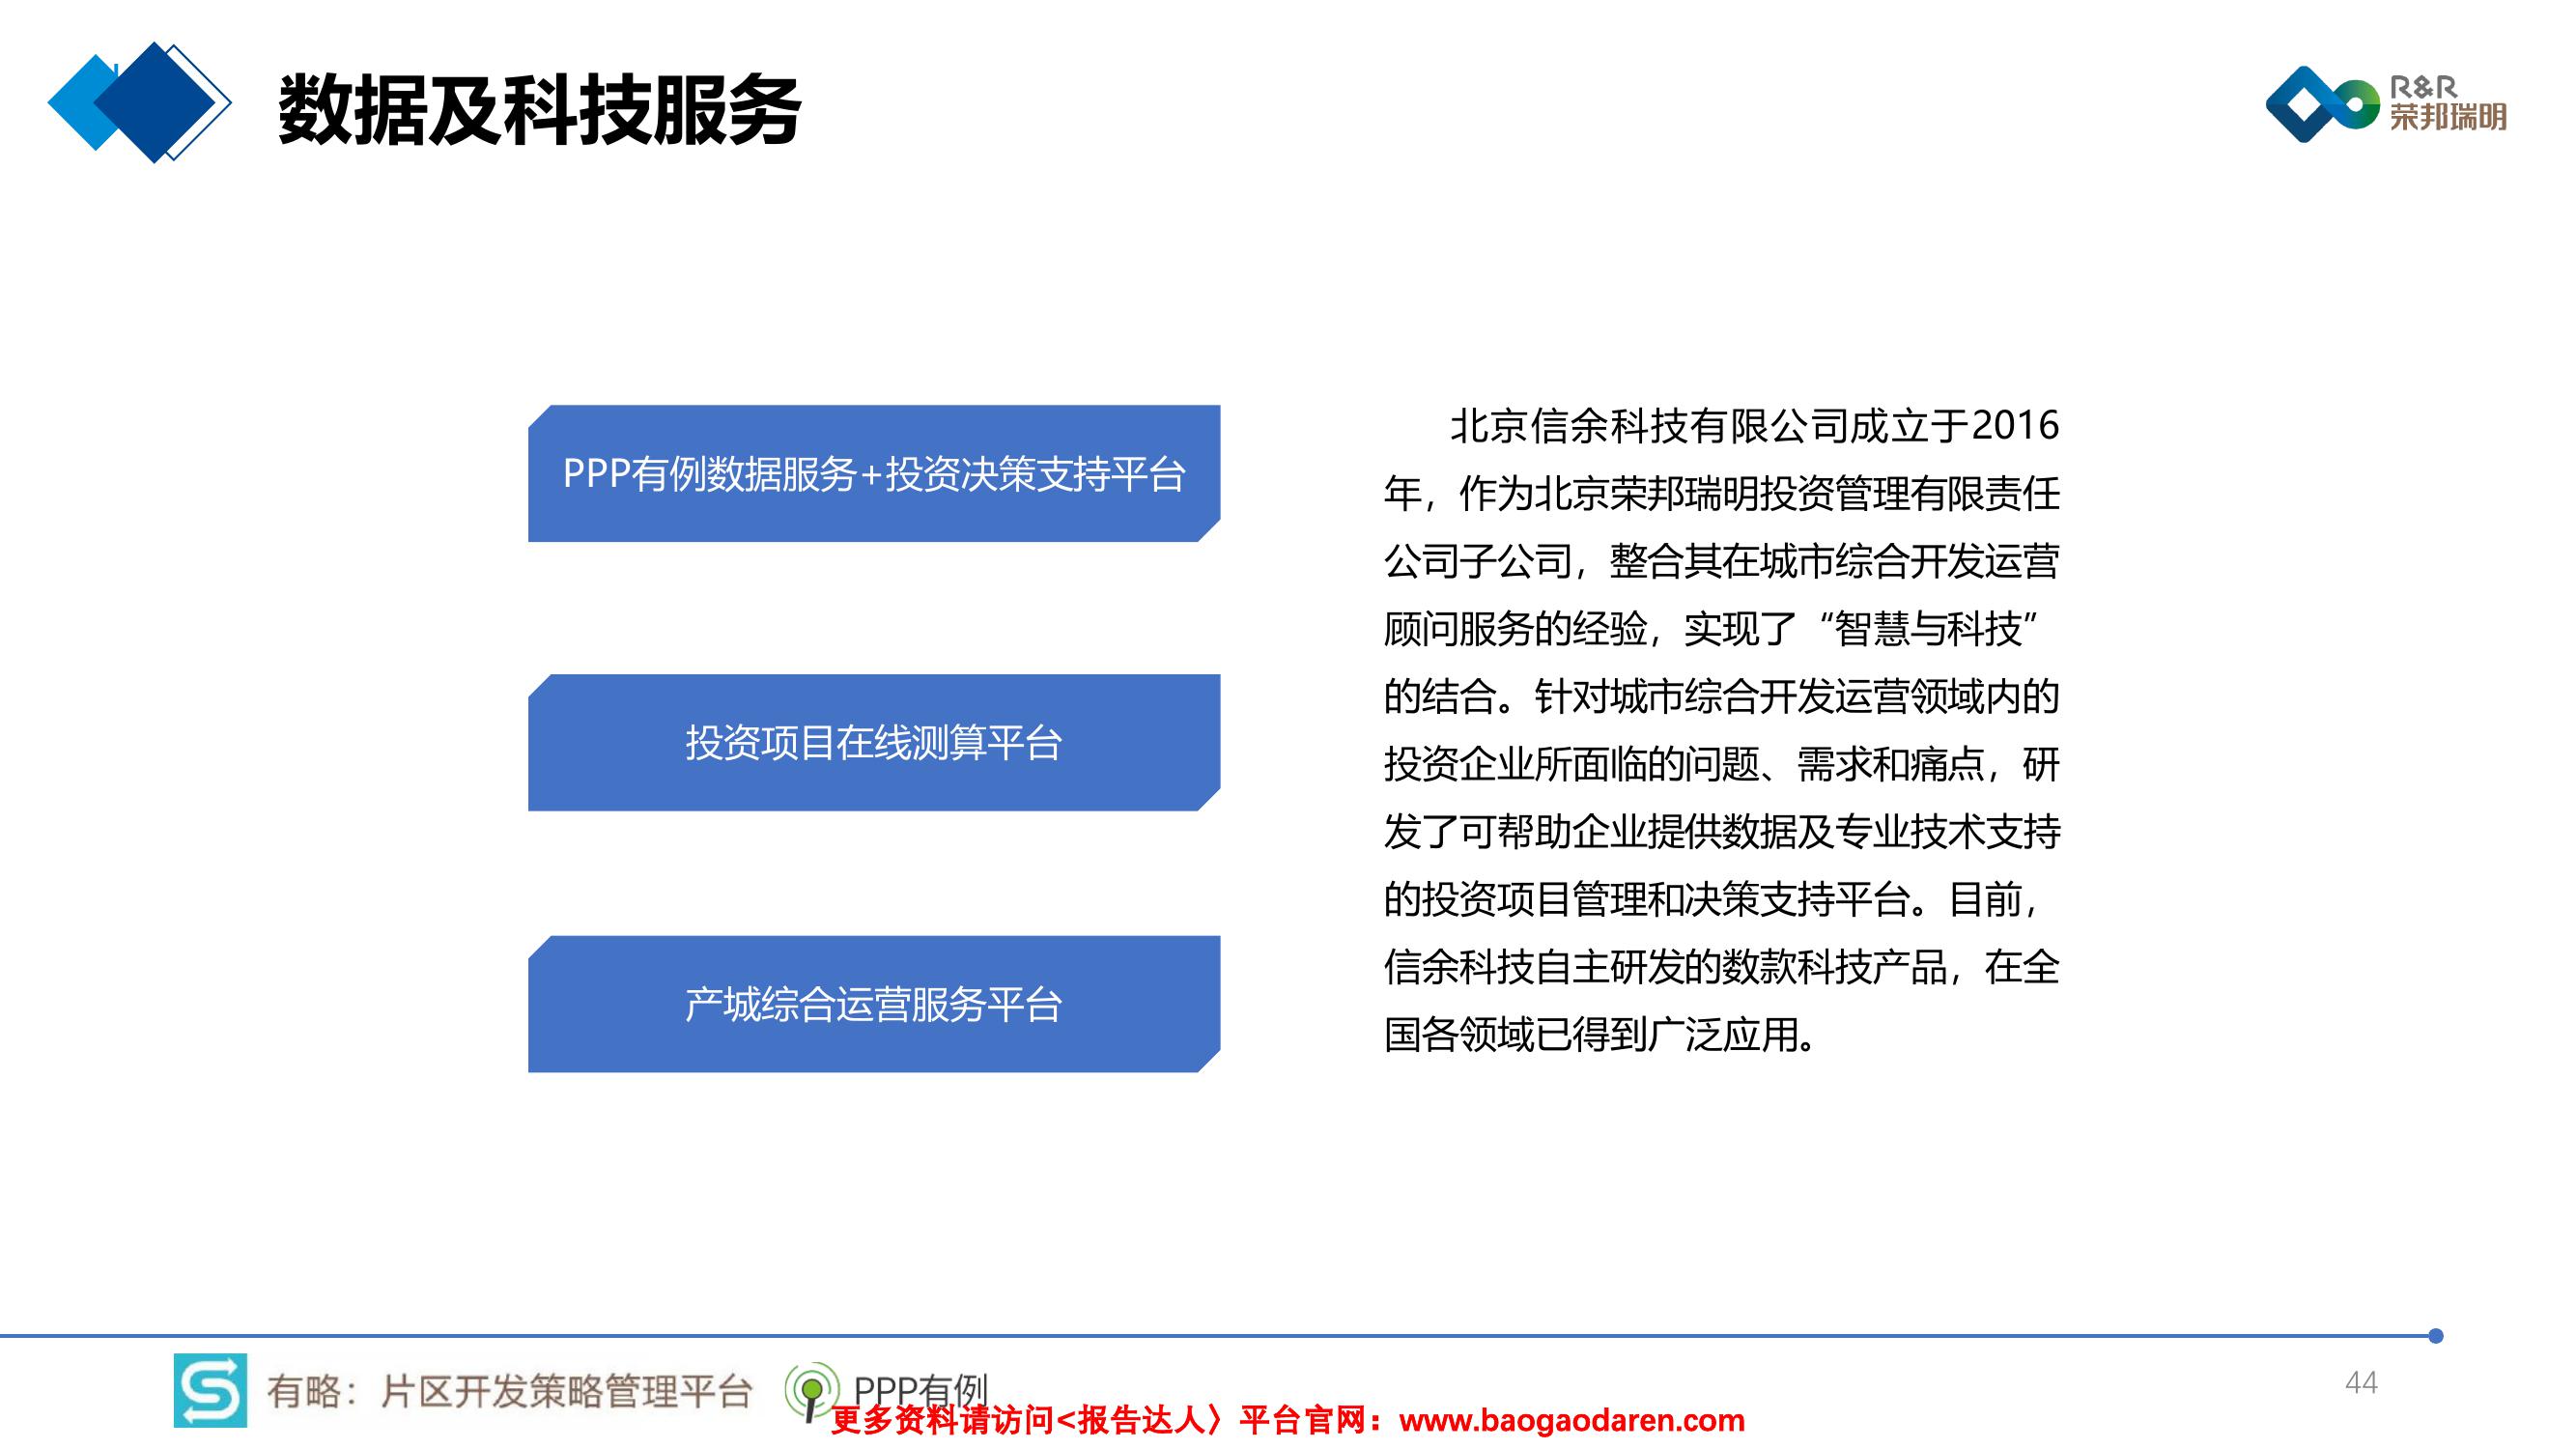 数据及科技服务
R&R
荣邦瑞明
PPP有例数据服务+投资决策支持平台
投资项目在线测算平台
产城综合运营服务平台
北京信余科技有限公司成立于2016
年，作为北京荣邦瑞明投资管理有限责任
公司子公司，整合其在城市综合开发运营
顾问服务的经验，实现了“智慧与科技”
的结合。针对城市综合开发运营领域内的
投资企业所面临的问题、需求和痛点，研
发了可帮助企业提供数据及专业技术支持
的投资项目管理和决策支持平台。目前，
信余科技自主研发的数款科技产品，在全
国各领域已得到广泛应用。
有略：片区开发策略管理平台
PPP有例
44
更多资料请访问<报告达人〉平台官网：www.baogaodaren.com